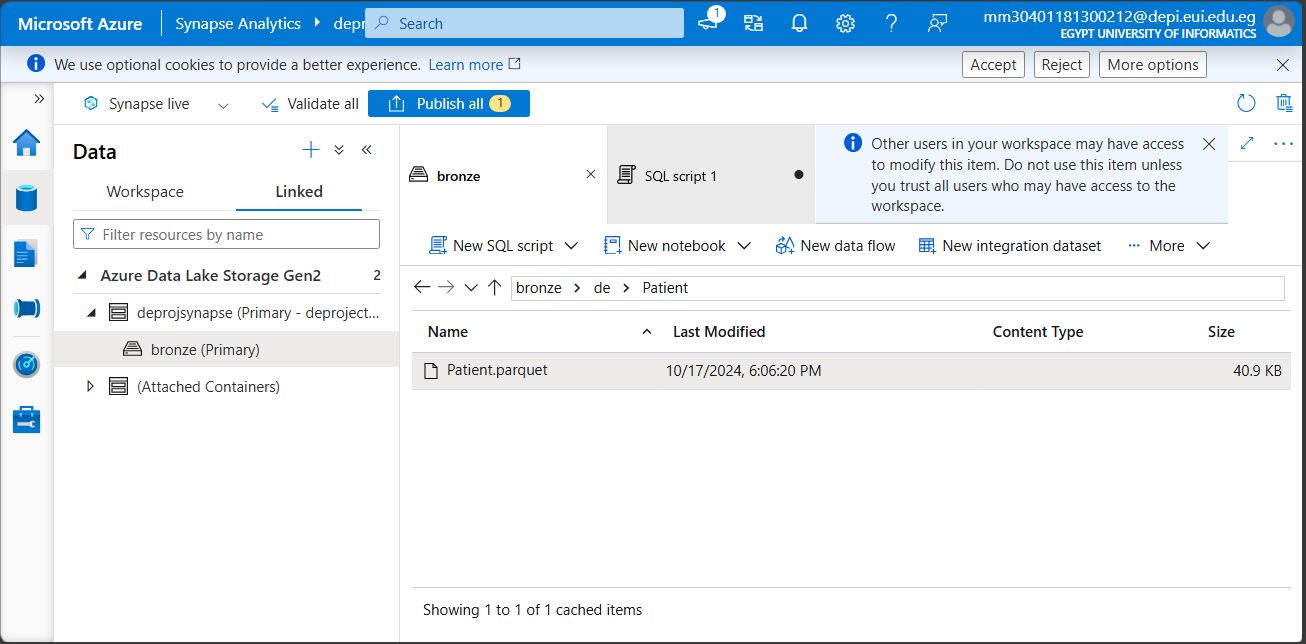 Microsoft Azure
Synapse Analytics
depr
Search
1
mm30401181300212@depi.eui.edu.eg
EGYPT UNIVERSITY OF INFORMATICS
We use optional cookies to provide a better experience. Learn more
Accept
Reject
More options
Synapse live
Validate all
Publish all 1
Data
Workspace
Linked
Filter resources by name
Azure Data Lake Storage Gen2 2
deprojsynapse (Primary - deproject...
bronze (Primary)
(Attached Containers)
bronze
SQL script 1
Other users in your workspace may have access
to modify this item. Do not use this item unless
you trust all users who may have access to the
workspace.
New SQL script
New notebook
New data flow
New integration dataset
More
bronze
de
Patient
Name
Last Modified
Content Type
Size
Patient.parquet
10/17/2024, 6:06:20 PM
40.9 KB
Showing 1 to 1 of 1 cached items